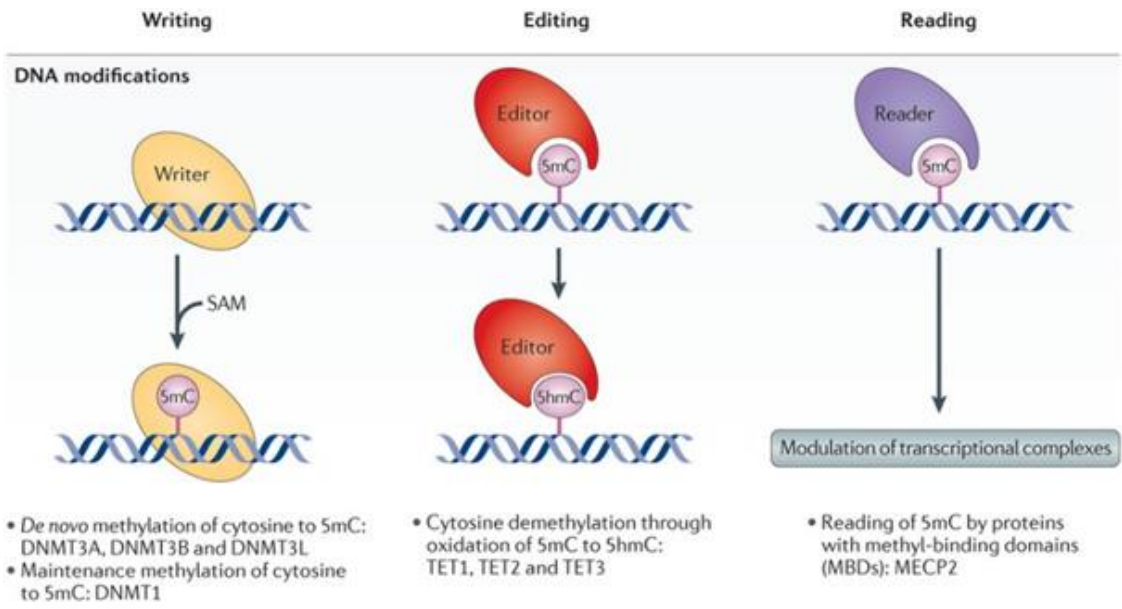 Writing
Editing
Reading
DNA modifications
Writer
Editor
5mC
Reader
5mC
SAM
5mC
Editor
5hmC
Modulation of transcriptional complexes
• De novo methylation of cytosine to 5mC:
DNMT3A, DNMT3B and DNMT3L
• Maintenance methylation of cytosine
to 5mC: DNMT1
• Cytosine demethylation through
oxidation of 5mC to 5hmC:
TET1, TET2 and TET3
• Reading of 5mC by proteins
with methyl-binding domains
(MBDs): MECP2